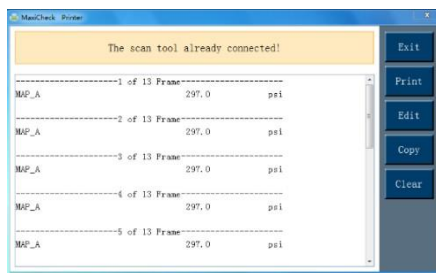 MaxiCheck Printer
X
The scan tool already connected!
Exit
Print
Edit
Copy
Clear
--------------------1 of 13 Frame--------------------
MAP_A 297.0 psi
--------------------2 of 13 Frame--------------------
MAP_A 297.0 psi
--------------------3 of 13 Frame--------------------
MAP_A 297.0 psi
--------------------4 of 13 Frame--------------------
MAP_A 297.0 psi
--------------------5 of 13 Frame--------------------
MAP_A 297.0 psi